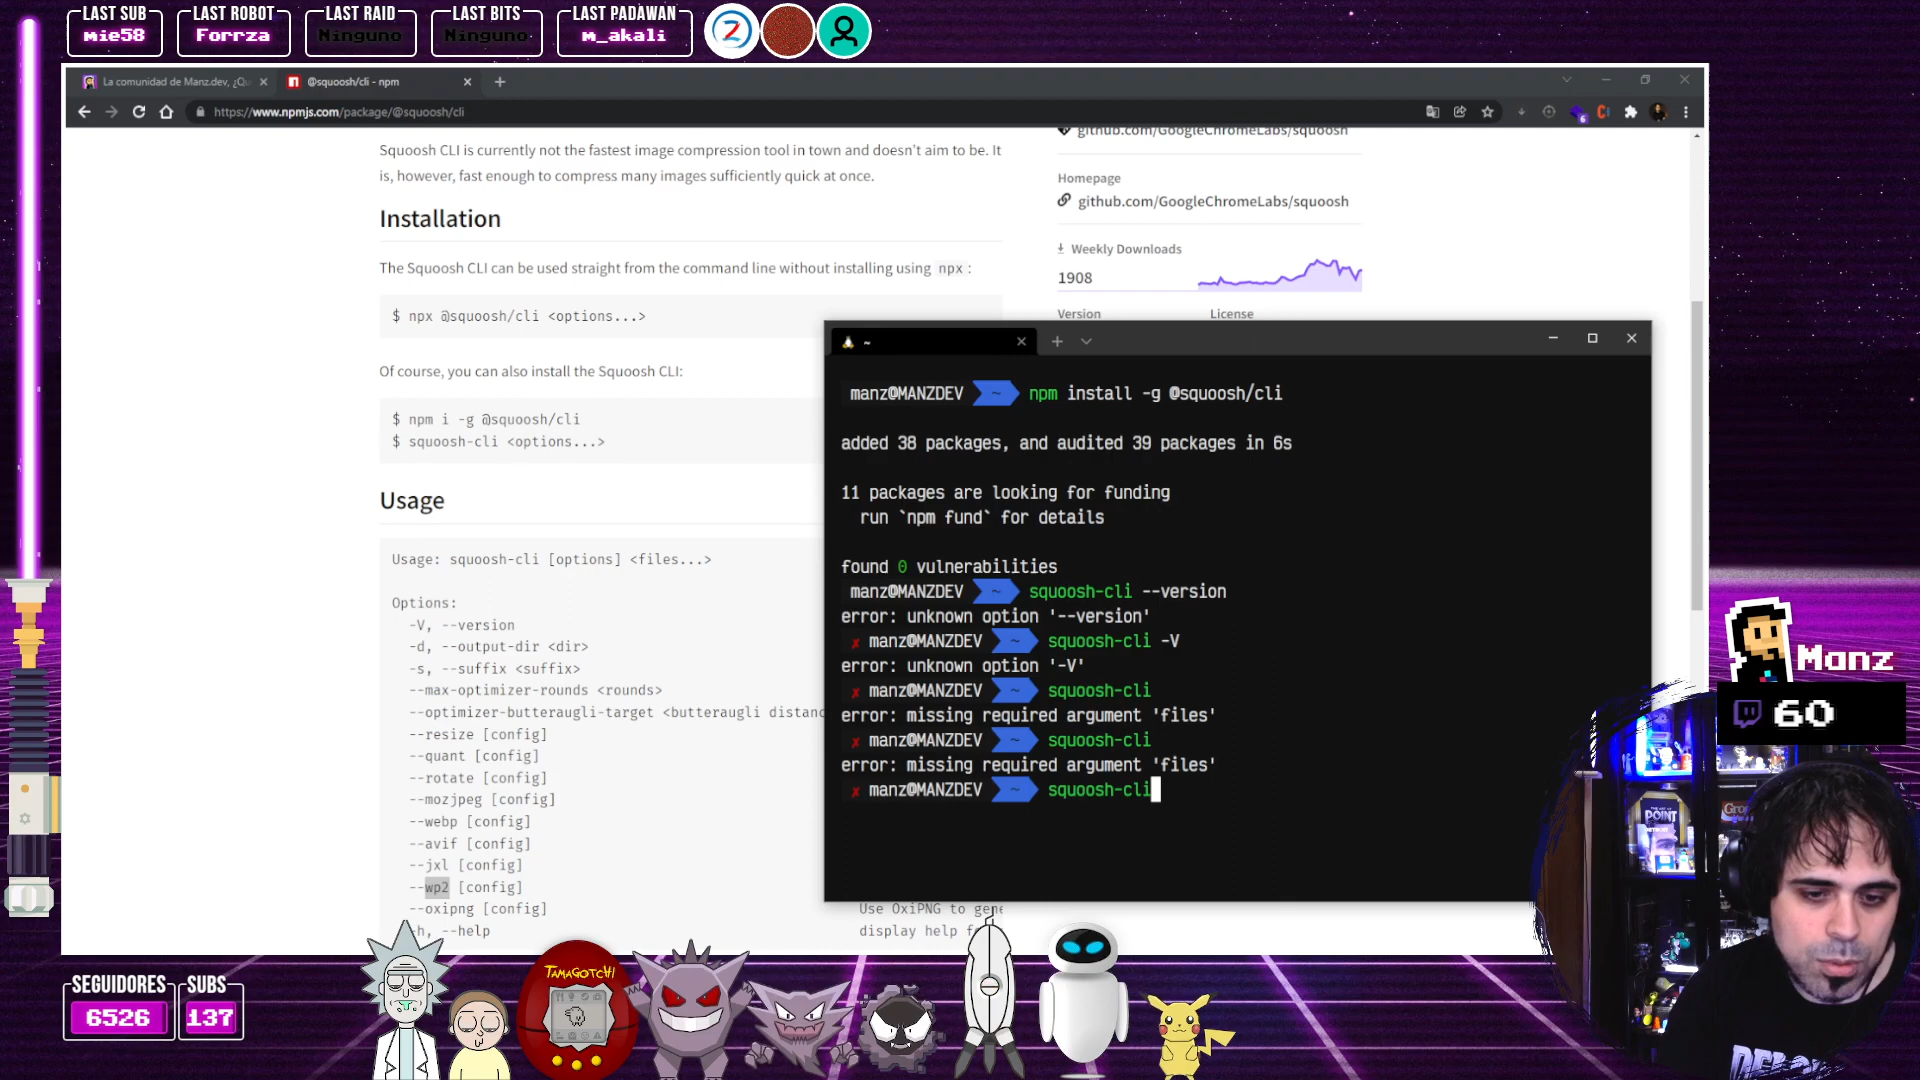 LAST SUB
mie58
LAST ROBOT
Forrza
LAST RAID
Ninguno
LAST BITS
Ninguno
LAST PADAWAN
m_akali
La comunidad de Manz.dev, ¿Qu
@squoosh/cli - npm
https://www.npmjs.com/package/@squoosh/cli
6
Squoosh CLI is currently not the fastest image compression tool in town and doesn't aim to be. It
is, however, fast enough to compress many images sufficiently quick at once.
Installation
The Squoosh CLI can be used straight from the command line without installing using npx :
$ npx @squoosh/cli <options...>
Of course, you can also install the Squoosh CLI:
$ npm i -g @squoosh/cli
$ squoosh-cli <options...>
Usage
Usage: squoosh-cli [options] <files...>
Options:
-V, --version
-d, --output-dir <dir>
-s, --suffix <suffix>
--max-optimizer-rounds <rounds>
--optimizer-butteraugli-target <butteraugli distanc
--resize [config]
--quant [config]
--rotate [config]
--mozjpeg [config]
--webp [config]
--avif [config]
--jxl [config]
--wp2 [config]
--oxipng [config]
-h, --help
Use OxiPNG to gene
display help f
github.com/GoogleChromeLabs/squoosh
Homepage
github.com/GoogleChromeLabs/squoosh
Weekly Downloads
1908
Version
License
~
manz@MANZDEV ~ npm install -g @squoosh/cli
added 38 packages, and audited 39 packages in 6s
11 packages are looking for funding
run `npm fund` for details
found 0 vulnerabilities
manz@MANZDEV ~ squoosh-cli --version
error: unknown option '--version'
✗ manz@MANZDEV ~ squoosh-cli -V
error: unknown option '-V'
✗ manz@MANZDEV ~ squoosh-cli
error: missing required argument 'files'
✗ manz@MANZDEV ~ squoosh-cli
error: missing required argument 'files'
✗ manz@MANZDEV ~ squoosh-cli
Manz
60
POINT
SEGUIDORES
6526
SUBS
137
TAMAGOTCHI